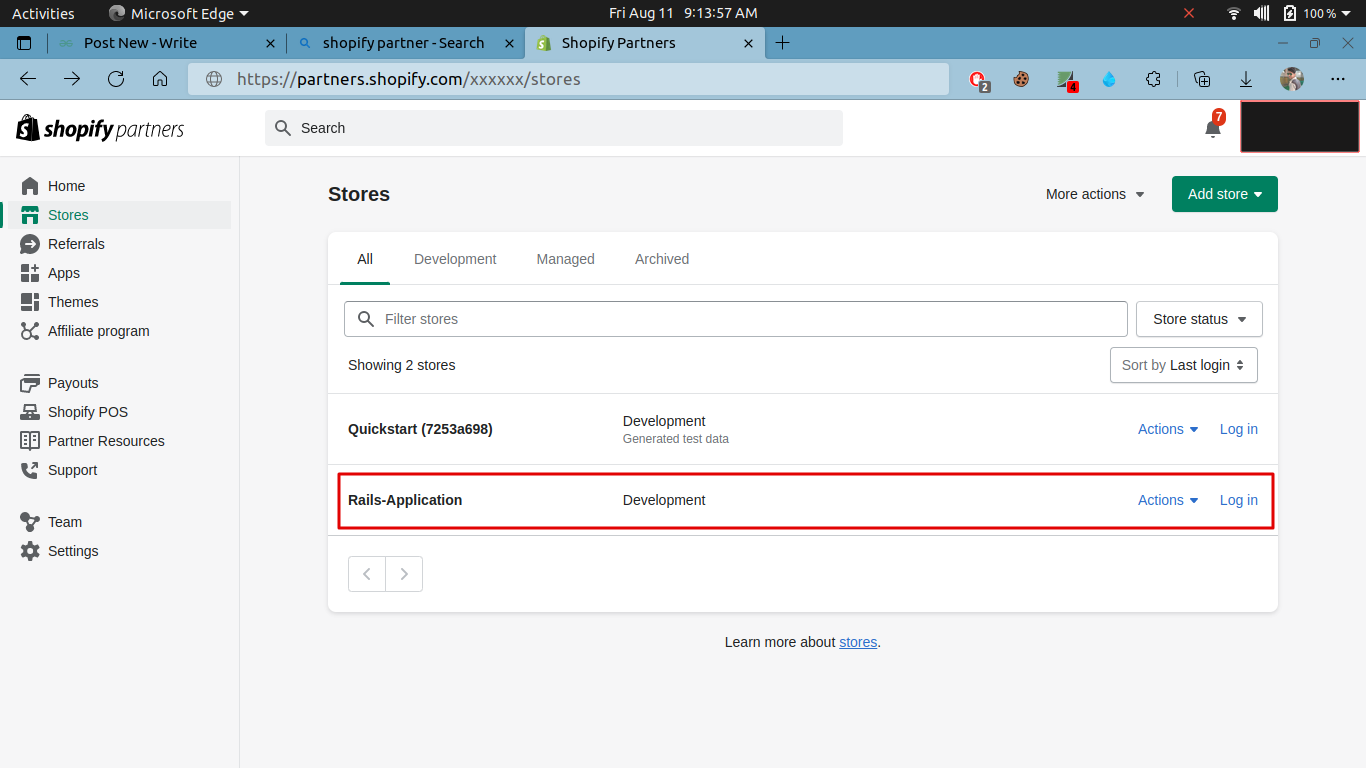 Activities Microsoft Edge Fri Aug 11 9:13:57 AM 100 %
Post New - Write shopify partner - Search Shopify Partners
https://partners.shopify.com/xxxxxx/stores 2 4
shopify partners Search 7
Home
Stores
Referrals
Apps
Themes
Affiliate program
Payouts
Shopify POS
Partner Resources
Support
Team
Settings
Stores More actions Add store
All Development Managed Archived
Filter stores Store status
Showing 2 stores Sort by Last login
Quickstart (7253a698) Development Actions Log in
Generated test data
Rails-Application Development Actions Log in
Learn more about stores.